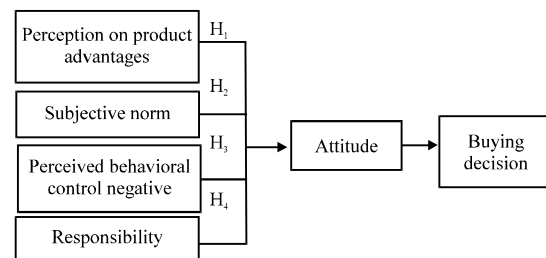 Perception on product
advantages
H₁
Subjective norm
H₂
Perceived behavioral
control negative
H₃
Responsibility
H₄
Attitude
Buying
decision